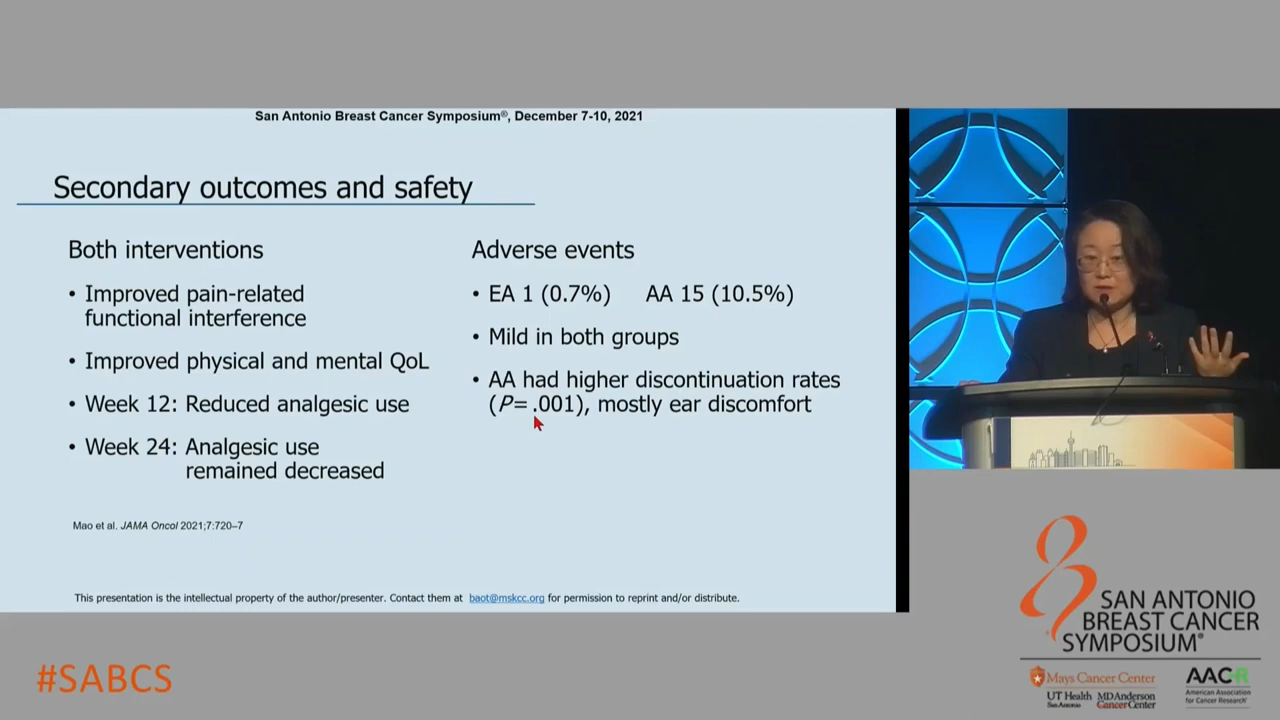 San Antonio Breast Cancer Symposium®, December 7-10, 2021
Secondary outcomes and safety
Both interventions
• Improved pain-related
functional interference
• Improved physical and mental QoL
• Week 12: Reduced analgesic use
• Week 24: Analgesic use
remained decreased
Adverse events
• EA 1 (0.7%) AA 15 (10.5%)
• Mild in both groups
• AA had higher discontinuation rates
(P= .001), mostly ear discomfort
Mao et al. JAMA Oncol 2021;7:720–7
This presentation is the intellectual property of the author/presenter. Contact them at baot@mskcc.org for permission to reprint and/or distribute.
SAN ANTONIO
BREAST CANCER
SYMPOSIUM®
Mays Cancer Center
UT Health
San Antonio
MD Anderson
Cancer Center
AACR
American Association
for Cancer Research®
#SABCS